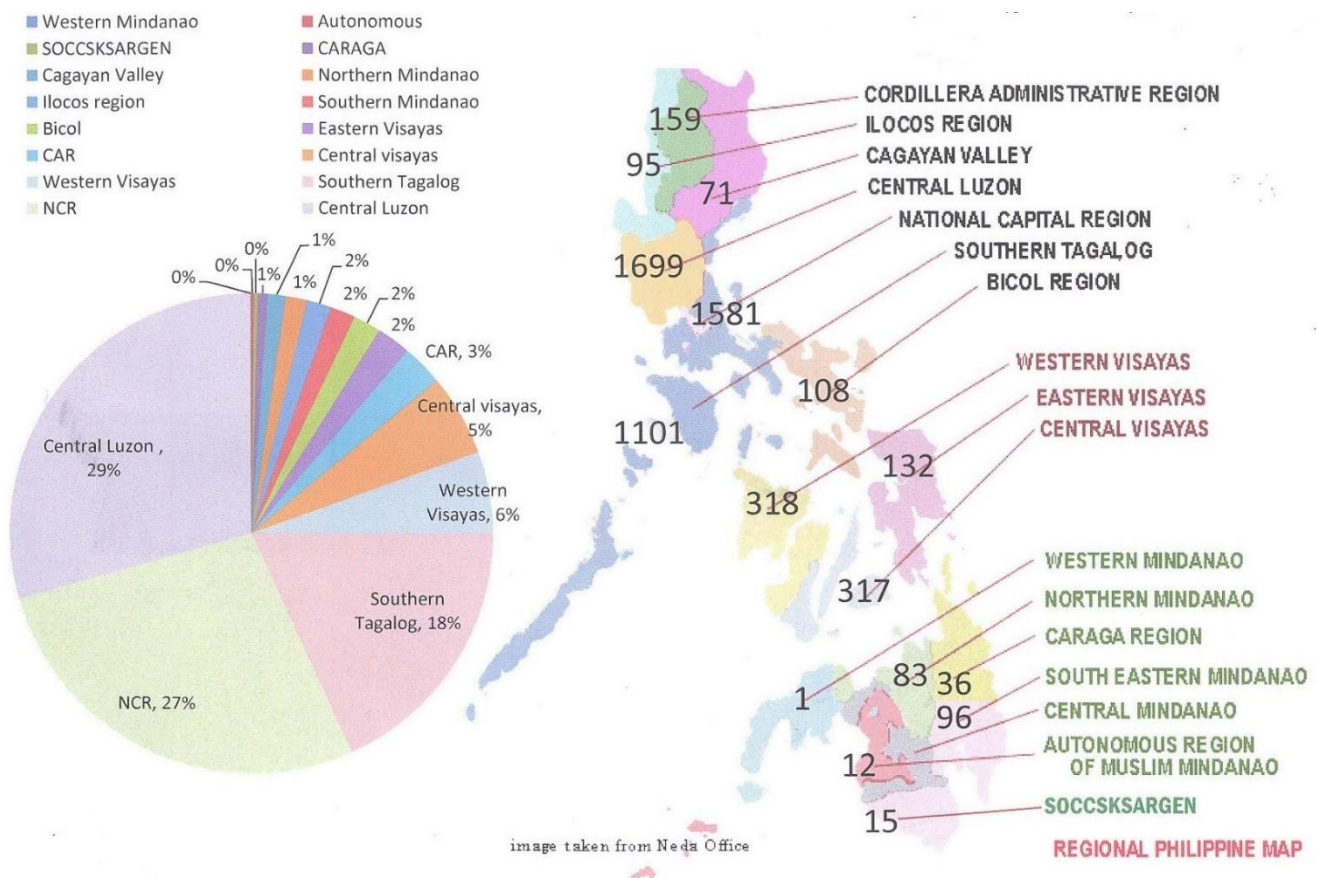 Western Mindanao
Autonomous
SOCCSKSARGEN
CARAGA
Cagayan Valley
Northern Mindanao
Ilocos region
Southern Mindanao
Bicol
Eastern Visayas
CAR
Central visayas
Western Visayas
Southern Tagalog
NCR
Central Luzon
0%
0%
0%
1%
1%
1%
2%
2%
2%
2%
CAR, 3%
Central visayas,
5%
Western
Visayas, 6%
Southern
Tagalog, 18%
NCR, 27%
Central Luzon ,
29%
CORDILLERA ADMINISTRATIVE REGION
ILOCOS REGION
CAGAYAN VALLEY
CENTRAL LUZON
NATIONAL CAPITAL REGION
SOUTHERN TAGALOG
BICOL REGION
WESTERN VISAYAS
EASTERN VISAYAS
CENTRAL VISAYAS
WESTERN MINDANAO
NORTHERN MINDANAO
CARAGA REGION
SOUTH EASTERN MINDANAO
CENTRAL MINDANAO
AUTONOMOUS REGION
OF MUSLIM MINDANAO
SOCCSKSARGEN
159
95
71
1699
1581
108
1101
132
318
317
83
36
1
96
12
15
image taken from Neda Office
REGIONAL PHILIPPINE MAP